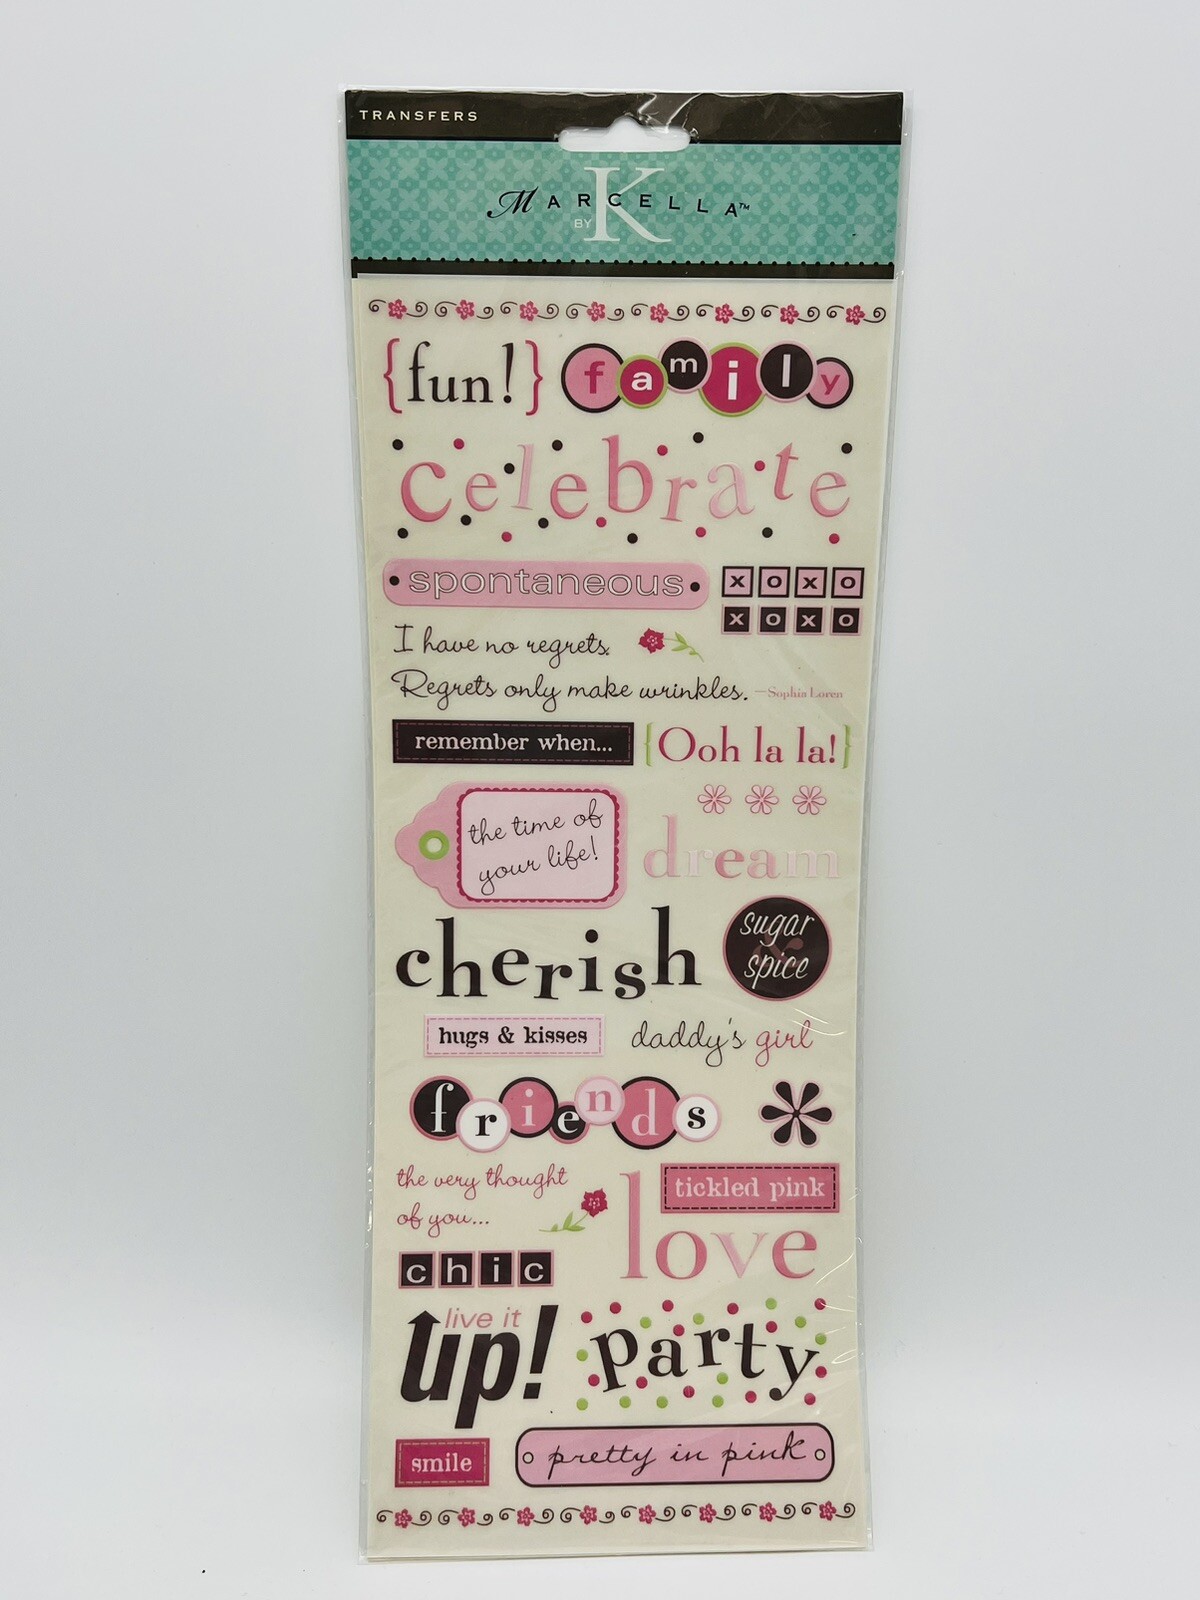 TRANSFERS
MARCELLA™
BY K
{fun!} family
celebrate
spontaneous
xoxo
xoxo
I have no regrets.
Regrets only make wrinkles. —Sophia Loren
remember when... {Ooh la la!}
the time of
your life!
dream
cherish
sugar
&
spice
hugs & kisses daddy's girl
friends
the very thought
of you...
tickled pink
love
chic
live it
up!
party
smile
pretty in pink